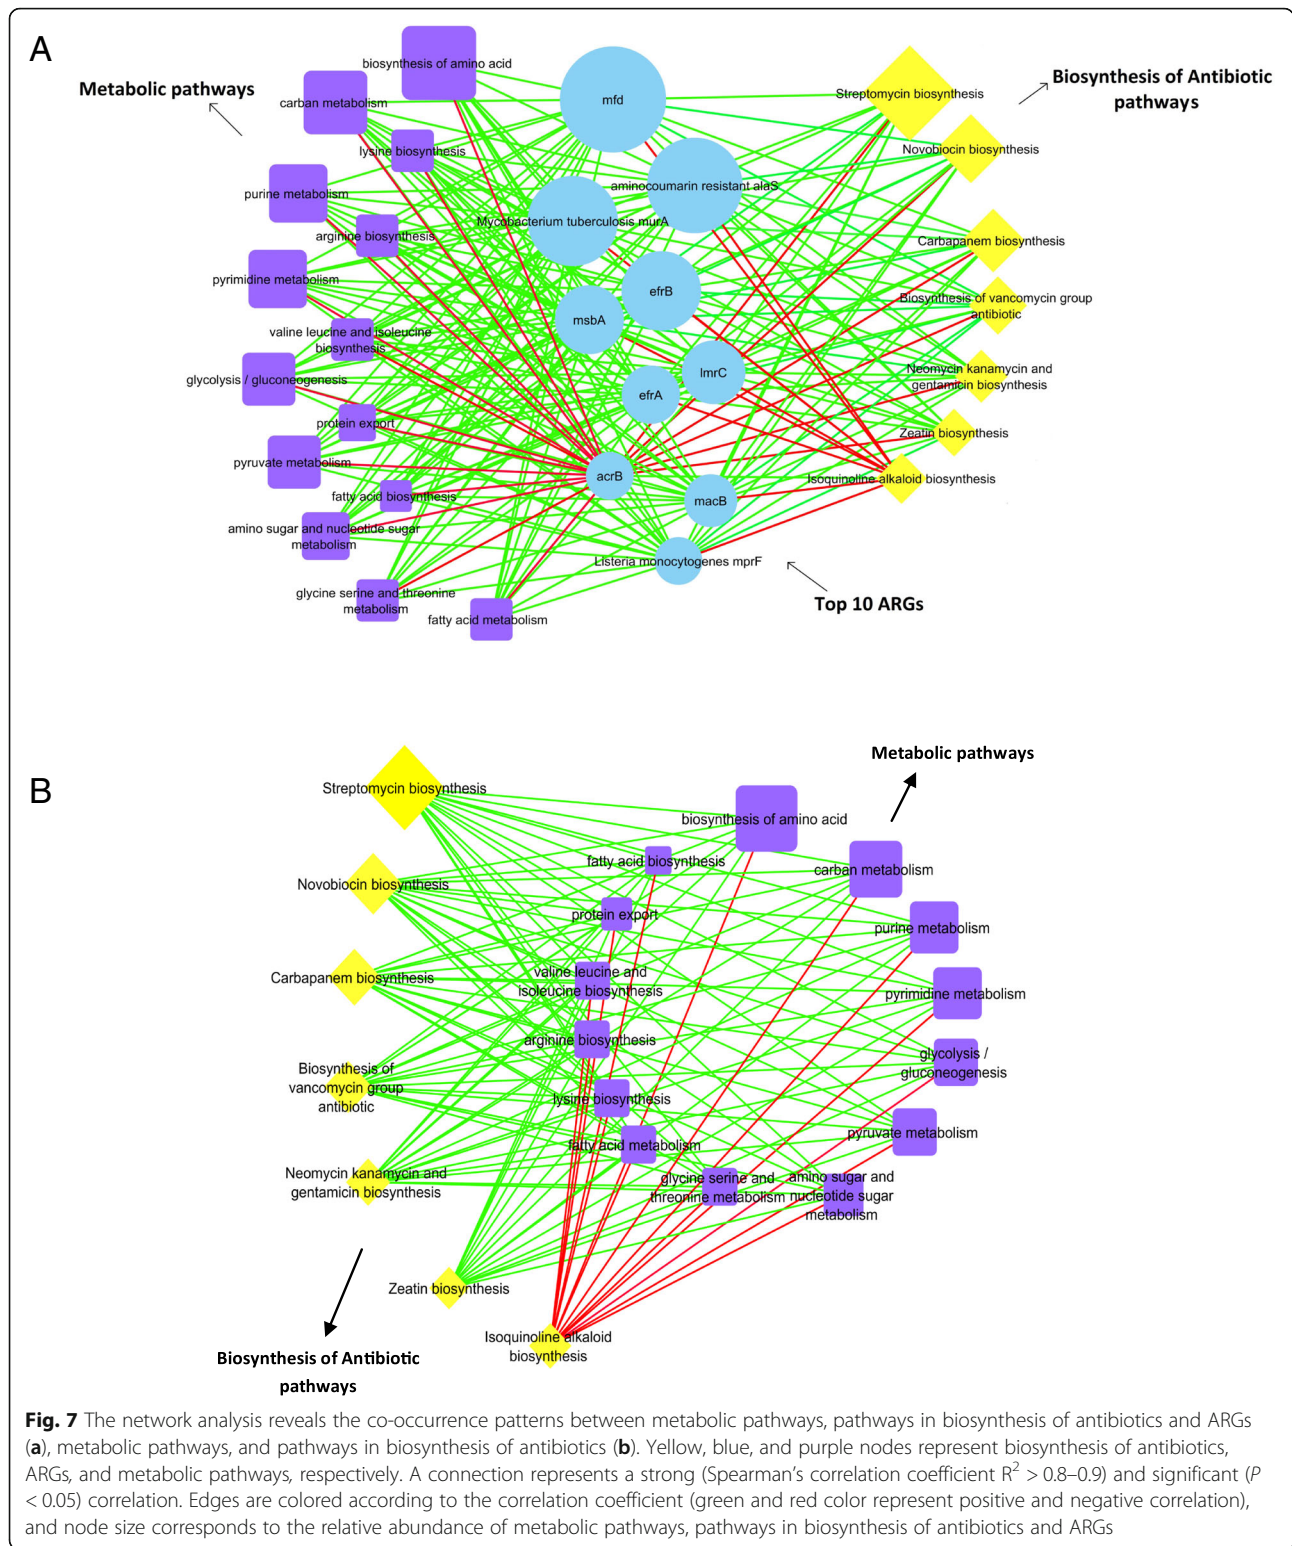 A
Metabolic pathways
biosynthesis of amino acid
carban metabolism
lysine biosynthesis
purine metabolism
arginine biosynthesis
pyrimidine metabolism
valine leucine and isoleucine
biosynthesis
glycolysis / gluconeogenesis
protein export
pyruvate metabolism
fatty acid biosynthesis
amino sugar and nucleotide sugar
metabolism
glycine serine and threonine
metabolism
fatty acid metabolism
mfd
aminocoumarin resistant alaS
Mycobacterium tuberculosis murA
efrB
msbA
lmrC
efrA
acrB
macB
Listeria monocytogenes mprF
Top 10 ARGs
Biosynthesis of Antibiotic
pathways
Streptomycin biosynthesis
Novobiocin biosynthesis
Carbapanem biosynthesis
Biosynthesis of vancomycin group
antibiotic
Neomycin kanamycin and
gentamicin biosynthesis
Zeatin biosynthesis
Isoquinoline alkaloid biosynthesis
B
Streptomycin biosynthesis
Novobiocin biosynthesis
Carbapanem biosynthesis
Biosynthesis of
vancomycin group
antibiotic
Neomycin kanamycin and
gentamicin biosynthesis
Zeatin biosynthesis
Isoquinoline alkaloid
biosynthesis
Biosynthesis of Antibiotic
pathways
Metabolic pathways
biosynthesis of amino acid
fatty acid biosynthesis
carban metabolism
protein export
purine metabolism
valine leucine and
isoleucine biosynthesis
pyrimidine metabolism
arginine biosynthesis
glycolysis /
gluconeogenesis
lysine biosynthesis
pyruvate metabolism
fatty acid metabolism
glycine serine and
threonine metabolism
amino sugar and
nucleotide sugar
metabolism
Fig. 7 The network analysis reveals the co-occurrence patterns between metabolic pathways, pathways in biosynthesis of antibiotics and ARGs
(a), metabolic pathways, and pathways in biosynthesis of antibiotics (b). Yellow, blue, and purple nodes represent biosynthesis of antibiotics,
ARGs, and metabolic pathways, respectively. A connection represents a strong (Spearman's correlation coefficient R² > 0.8–0.9) and significant (P
< 0.05) correlation. Edges are colored according to the correlation coefficient (green and red color represent positive and negative correlation),
and node size corresponds to the relative abundance of metabolic pathways, pathways in biosynthesis of antibiotics and ARGs